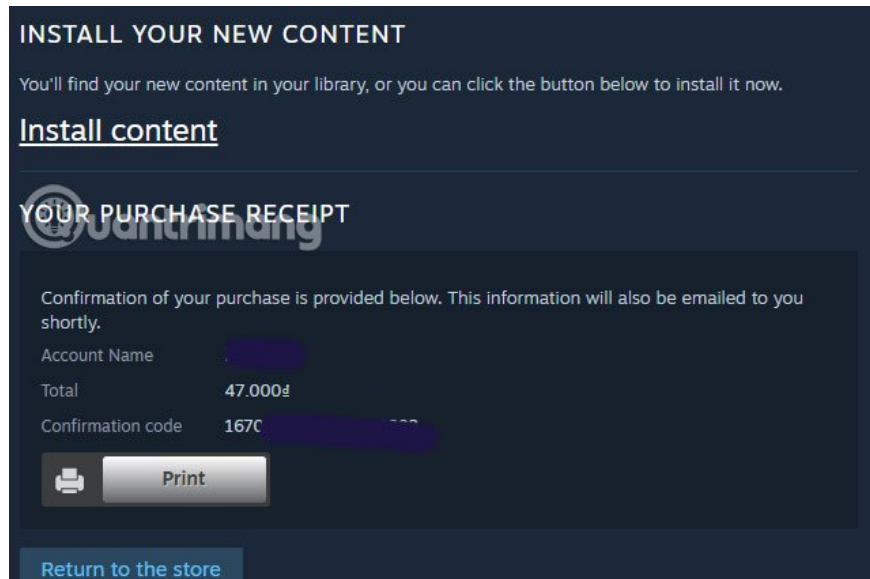 INSTALL YOUR NEW CONTENT
You'll find your new content in your library, or you can click the button below to install it now.
Install content
YOUR PURCHASE RECEIPT
Quantrimang
Confirmation of your purchase is provided below. This information will also be emailed to you
shortly.
Account Name
Total 47.000₫
Confirmation code 1670
Print
Return to the store